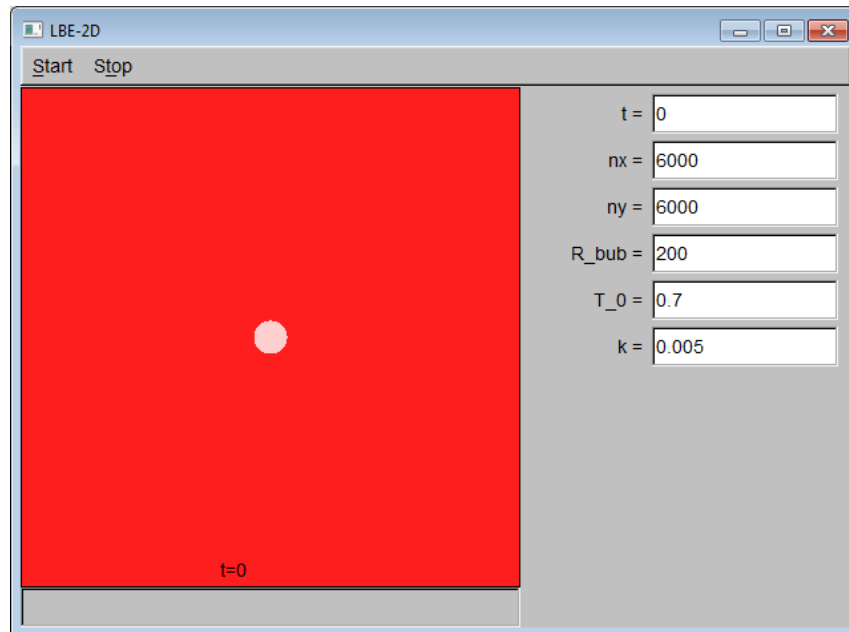 LBE-2D
Start Stop
t = 0
nx = 6000
ny = 6000
R_bub = 200
T_0 = 0.7
k = 0.005
t=0